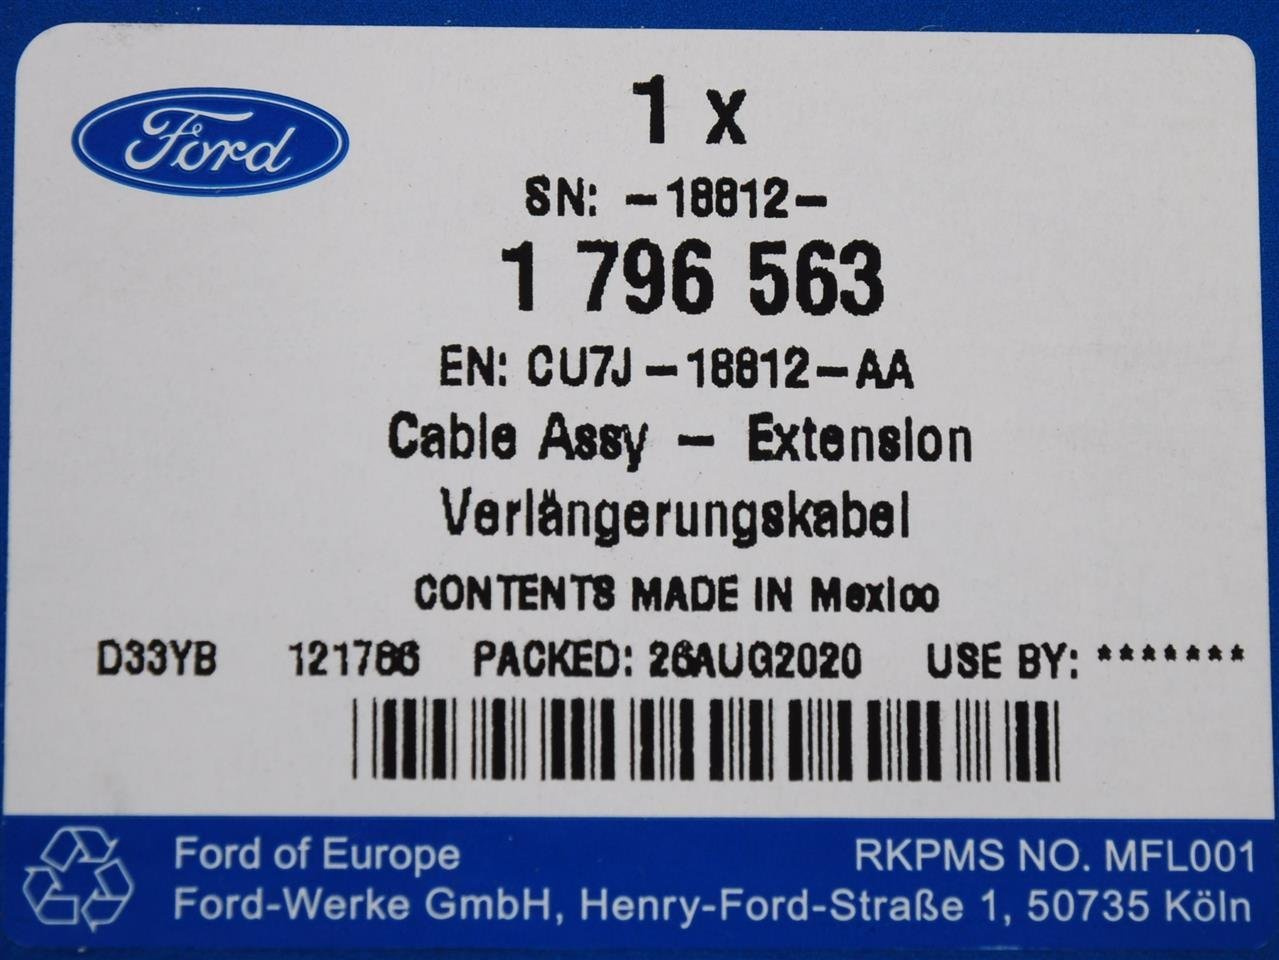 Ford
1 x
SN: -18812-
1 796 563
EN: CU7J-18812-AA
Cable Assy - Extension
Verlängerungskabel
CONTENTS MADE IN Mexico
D33YB 121786 PACKED: 26AUG2020 USE BY: *******
Ford of Europe RKPMS NO. MFL001
Ford-Werke GmbH, Henry-Ford-Straße 1, 50735 Köln